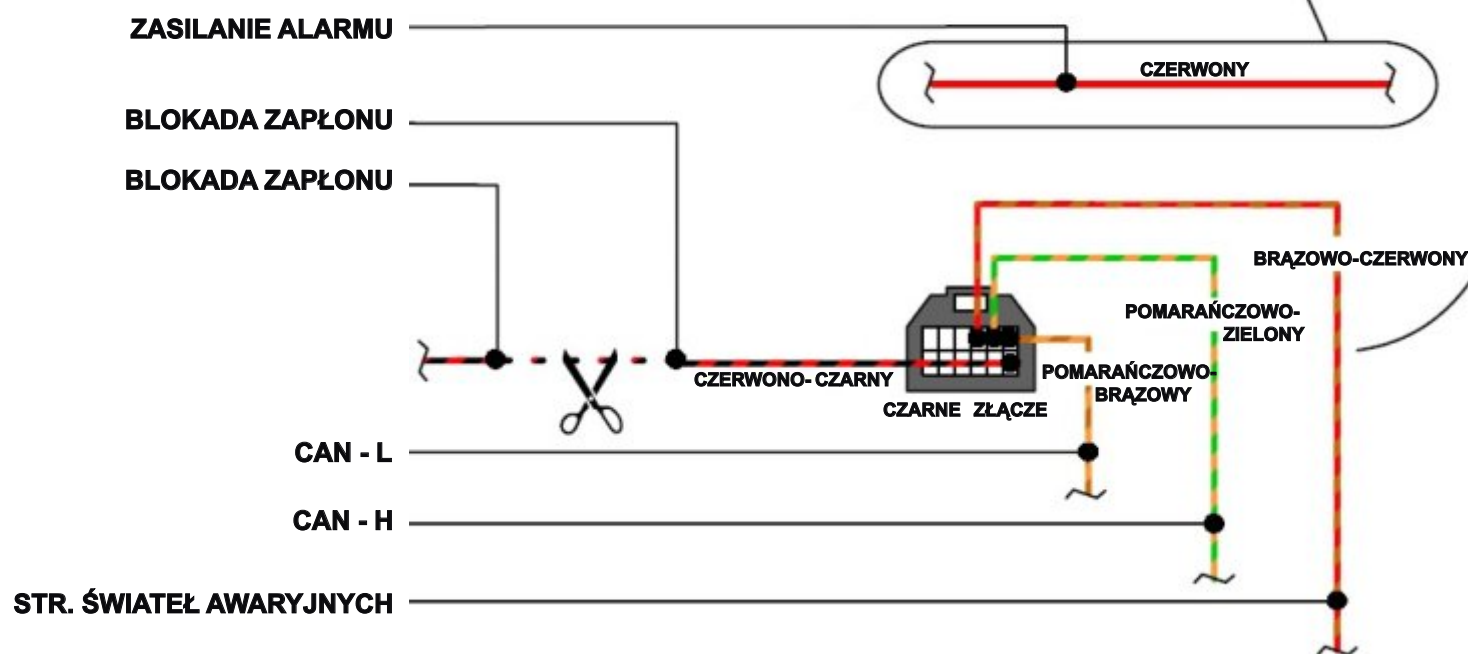 ZASILANIE ALARMU
CZERWONY
BLOKADA ZAPŁONU
BLOKADA ZAPŁONU
BRĄZOWO-CZERWONY
POMARAŃCZOWO-
ZIELONY
POMARAŃCZOWO-
BRĄZOWY
CZERWONO- CZARNY
CZARNE ZŁĄCZE
CAN - L
CAN - H
STR. ŚWIATEŁ AWARYJNYCH